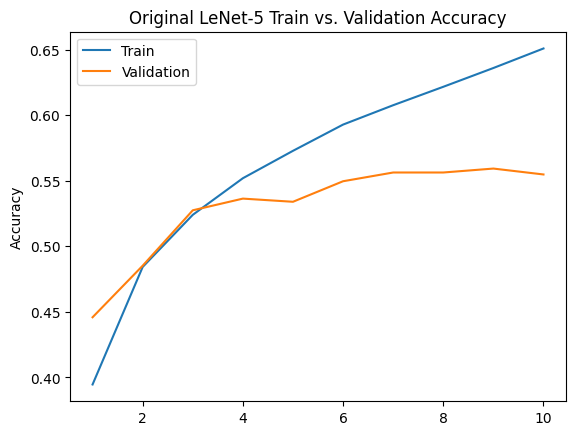 Original LeNet-5 Train vs. Validation Accuracy
Train
Validation
Accuracy
0.65
0.60
0.55
0.50
0.45
0.40
2 4 6 8 10